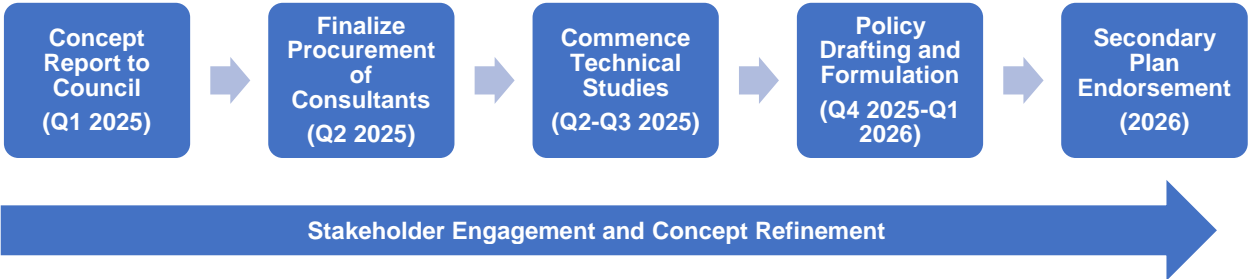 Concept
Report to
Council
(Q1 2025)
Finalize
Procurement
of
Consultants
(Q2 2025)
Commence
Technical
Studies
(Q2-Q3 2025)
Policy
Drafting and
Formulation
(Q4 2025-Q1
2026)
Secondary
Plan
Endorsement
(2026)
Stakeholder Engagement and Concept Refinement